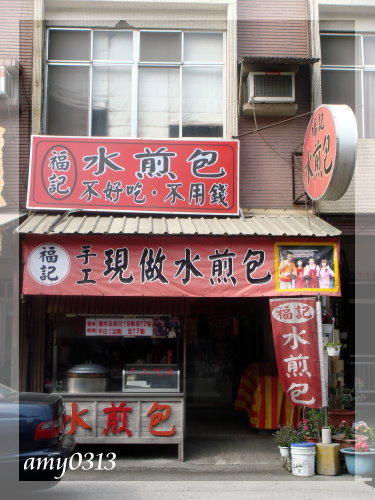 福記
水煎包
不好吃·不用錢
福記
水煎包
福記
手工
現做水煎包
福記
水煎包
水煎包
amy0313